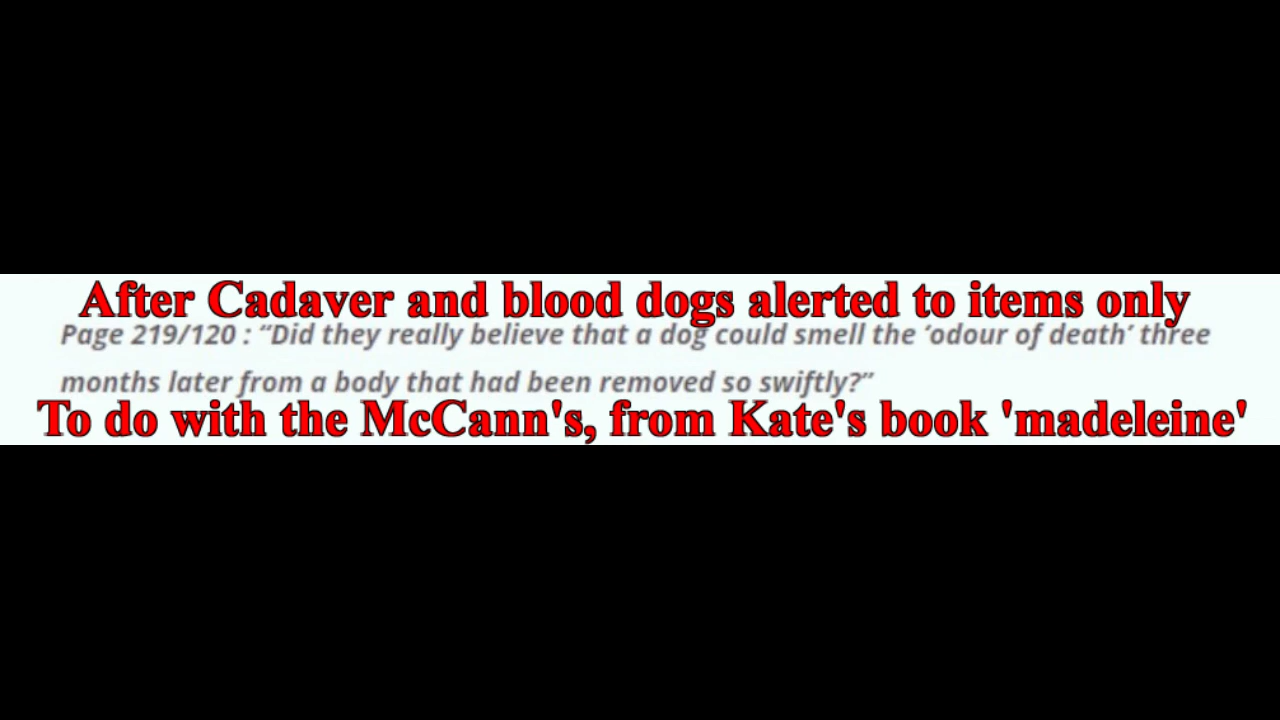 After Cadaver and blood dogs alerted to items only
Page 219/120 : “Did they really believe that a dog could smell the ‘odour of death’ three
months later from a body that had been removed so swiftly?”
To do with the McCann's, from Kate's book 'madeleine'